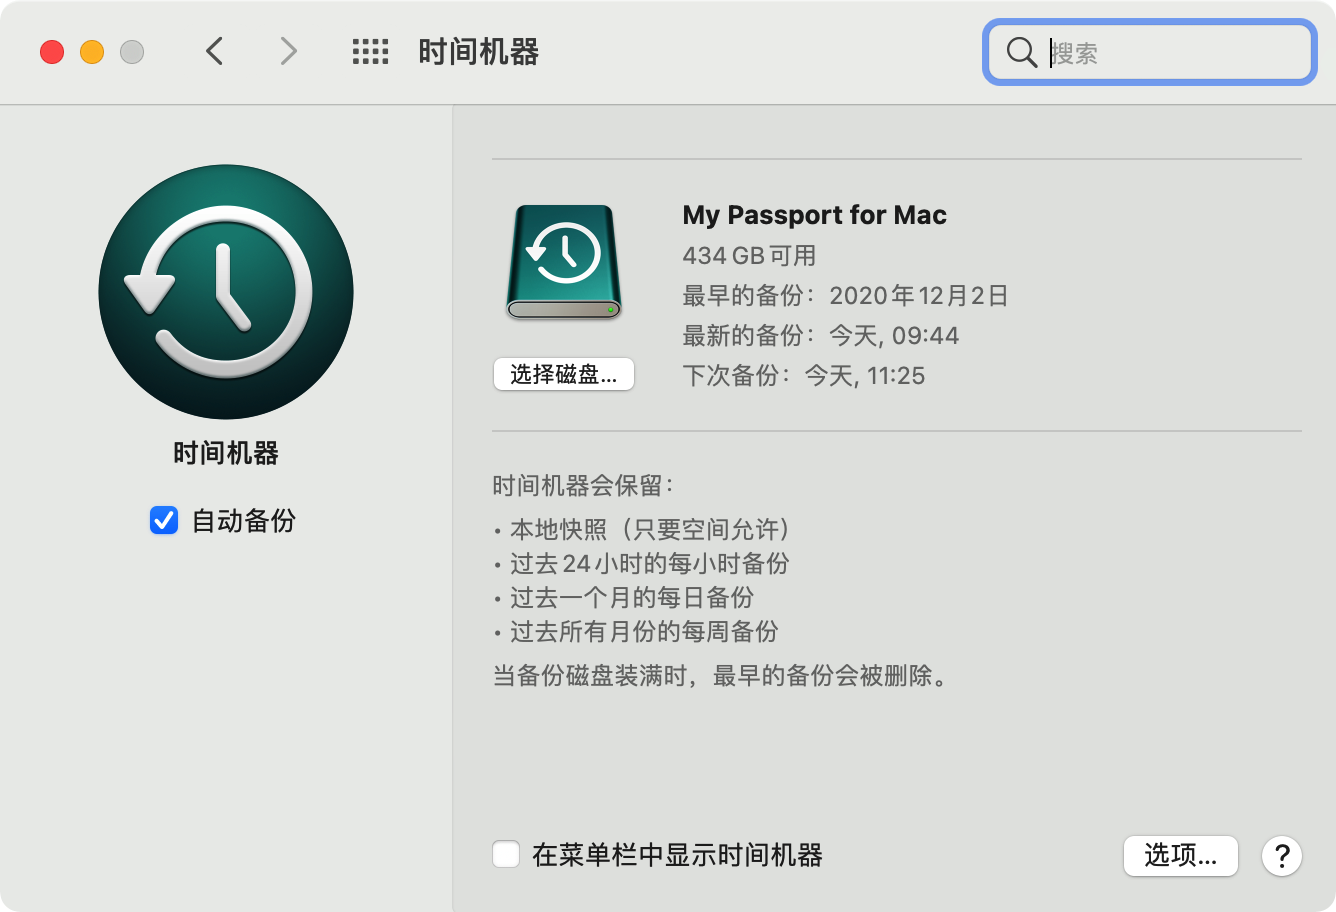 时间机器
搜索
时间机器
自动备份
My Passport for Mac
434 GB 可用
最早的备份：2020年12月2日
最新的备份：今天, 09:44
下次备份：今天, 11:25
选择磁盘...
时间机器会保留：
• 本地快照（只要空间允许）
• 过去 24 小时的每小时备份
• 过去一个月的每日备份
• 过去所有月份的每周备份
当备份磁盘装满时，最早的备份会被删除。
在菜单栏中显示时间机器
选项...
?